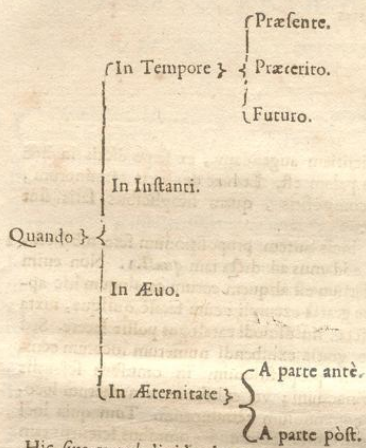 Præſente.
In Tempore } { Præterito.
Futuro.
In Inſtanti.
Quando } {
In Æuo.
A parte antè.
In Æternitate } {
A parte pòſt.